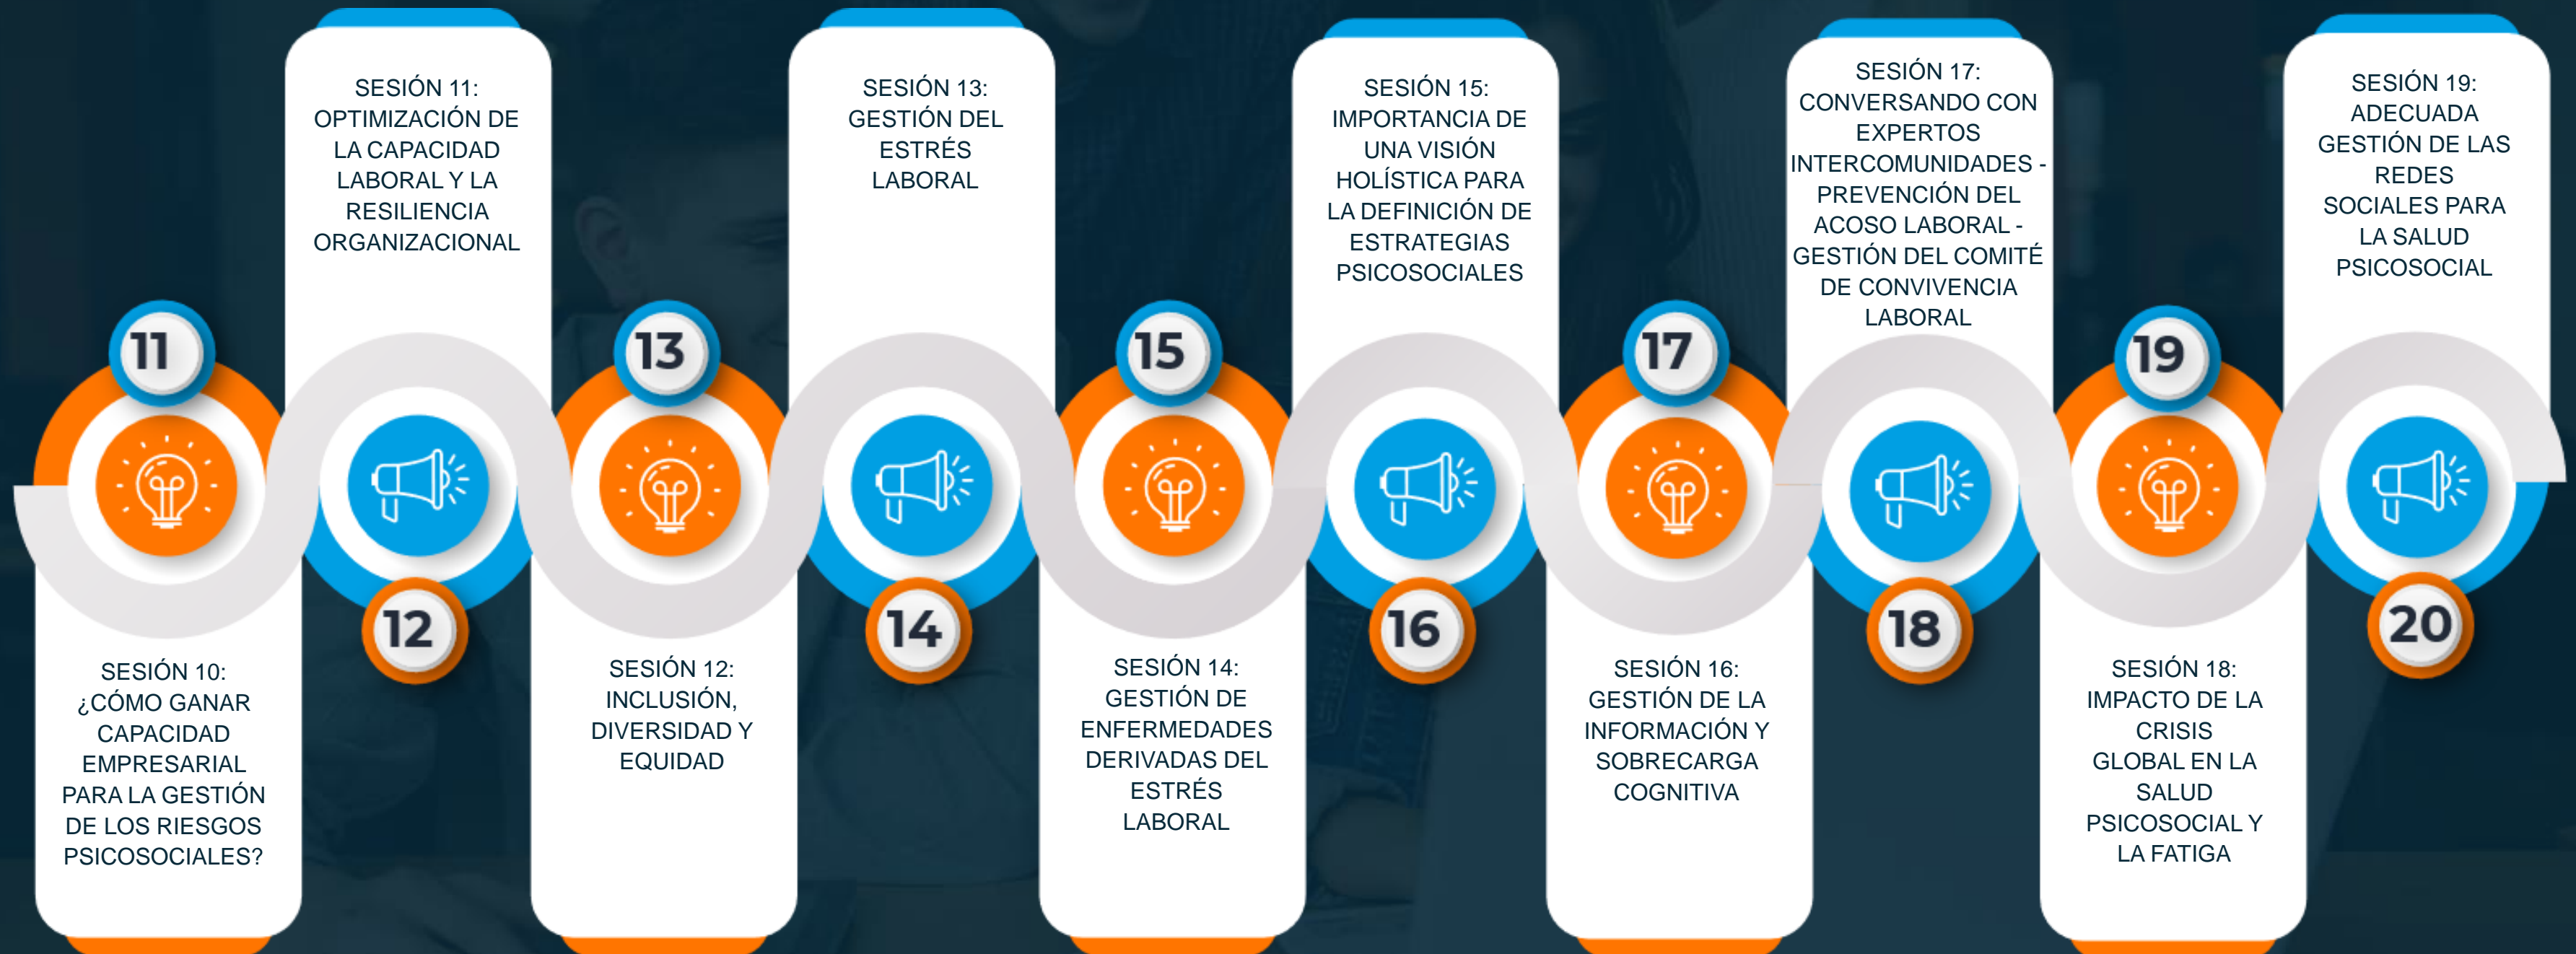 11
SESIÓN 10:
¿CÓMO GANAR
CAPACIDAD
EMPRESARIAL
PARA LA GESTIÓN
DE LOS RIESGOS
PSICOSOCIALES?
SESIÓN 11:
OPTIMIZACIÓN DE
LA CAPACIDAD
LABORAL Y LA
RESILIENCIA
ORGANIZACIONAL
12
13
SESIÓN 12:
INCLUSIÓN,
DIVERSIDAD Y
EQUIDAD
SESIÓN 13:
GESTIÓN DEL
ESTRÉS
LABORAL
14
15
SESIÓN 14:
GESTIÓN DE
ENFERMEDADES
DERIVADAS DEL
ESTRÉS
LABORAL
SESIÓN 15:
IMPORTANCIA DE
UNA VISIÓN
HOLÍSTICA PARA
LA DEFINICIÓN DE
ESTRATEGIAS
PSICOSOCIALES
16
17
SESIÓN 16:
GESTIÓN DE LA
INFORMACIÓN Y
SOBRECARGA
COGNITIVA
SESIÓN 17:
CONVERSANDO CON
EXPERTOS
INTERCOMUNIDADES -
PREVENCIÓN DEL
ACOSO LABORAL -
GESTIÓN DEL COMITÉ
DE CONVIVENCIA
LABORAL
18
19
SESIÓN 18:
IMPACTO DE LA
CRISIS
GLOBAL EN LA
SALUD
PSICOSOCIAL Y
LA FATIGA
SESIÓN 19:
ADECUADA
GESTIÓN DE LAS
REDES
SOCIALES PARA
LA SALUD
PSICOSOCIAL
20